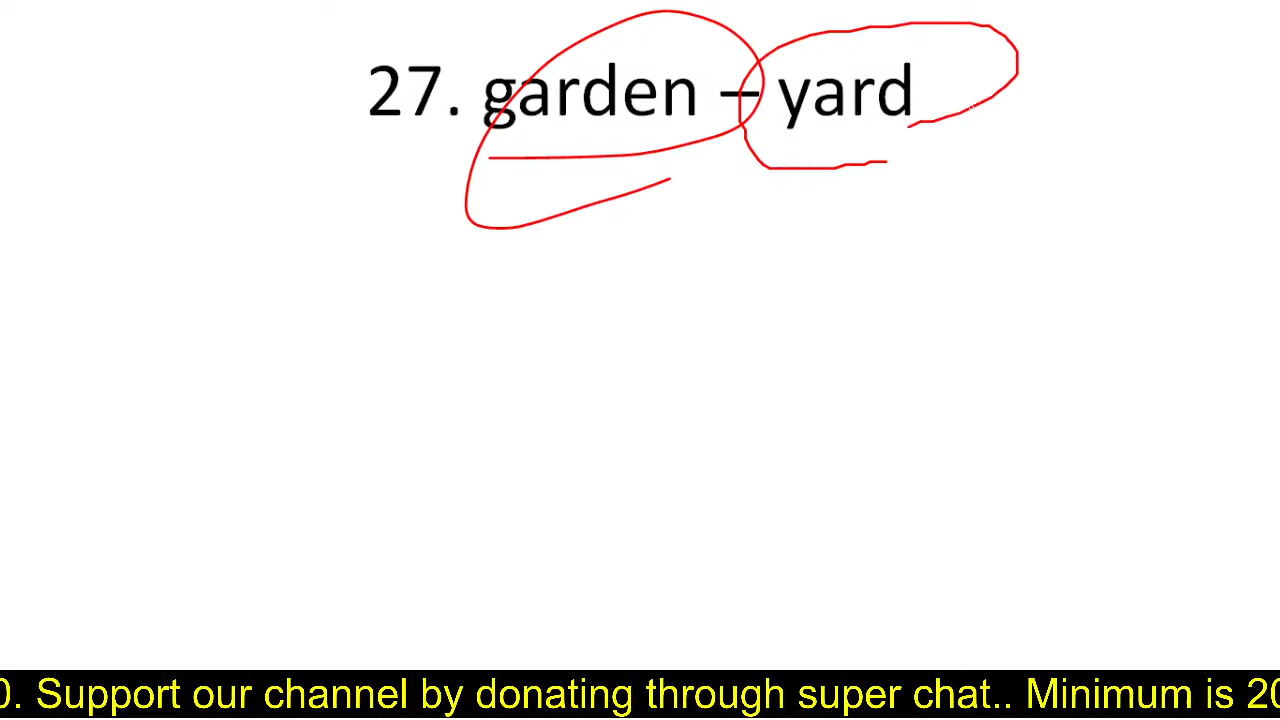 27. garden – yard
0. Support our channel by donating through super chat.. Minimum is 20